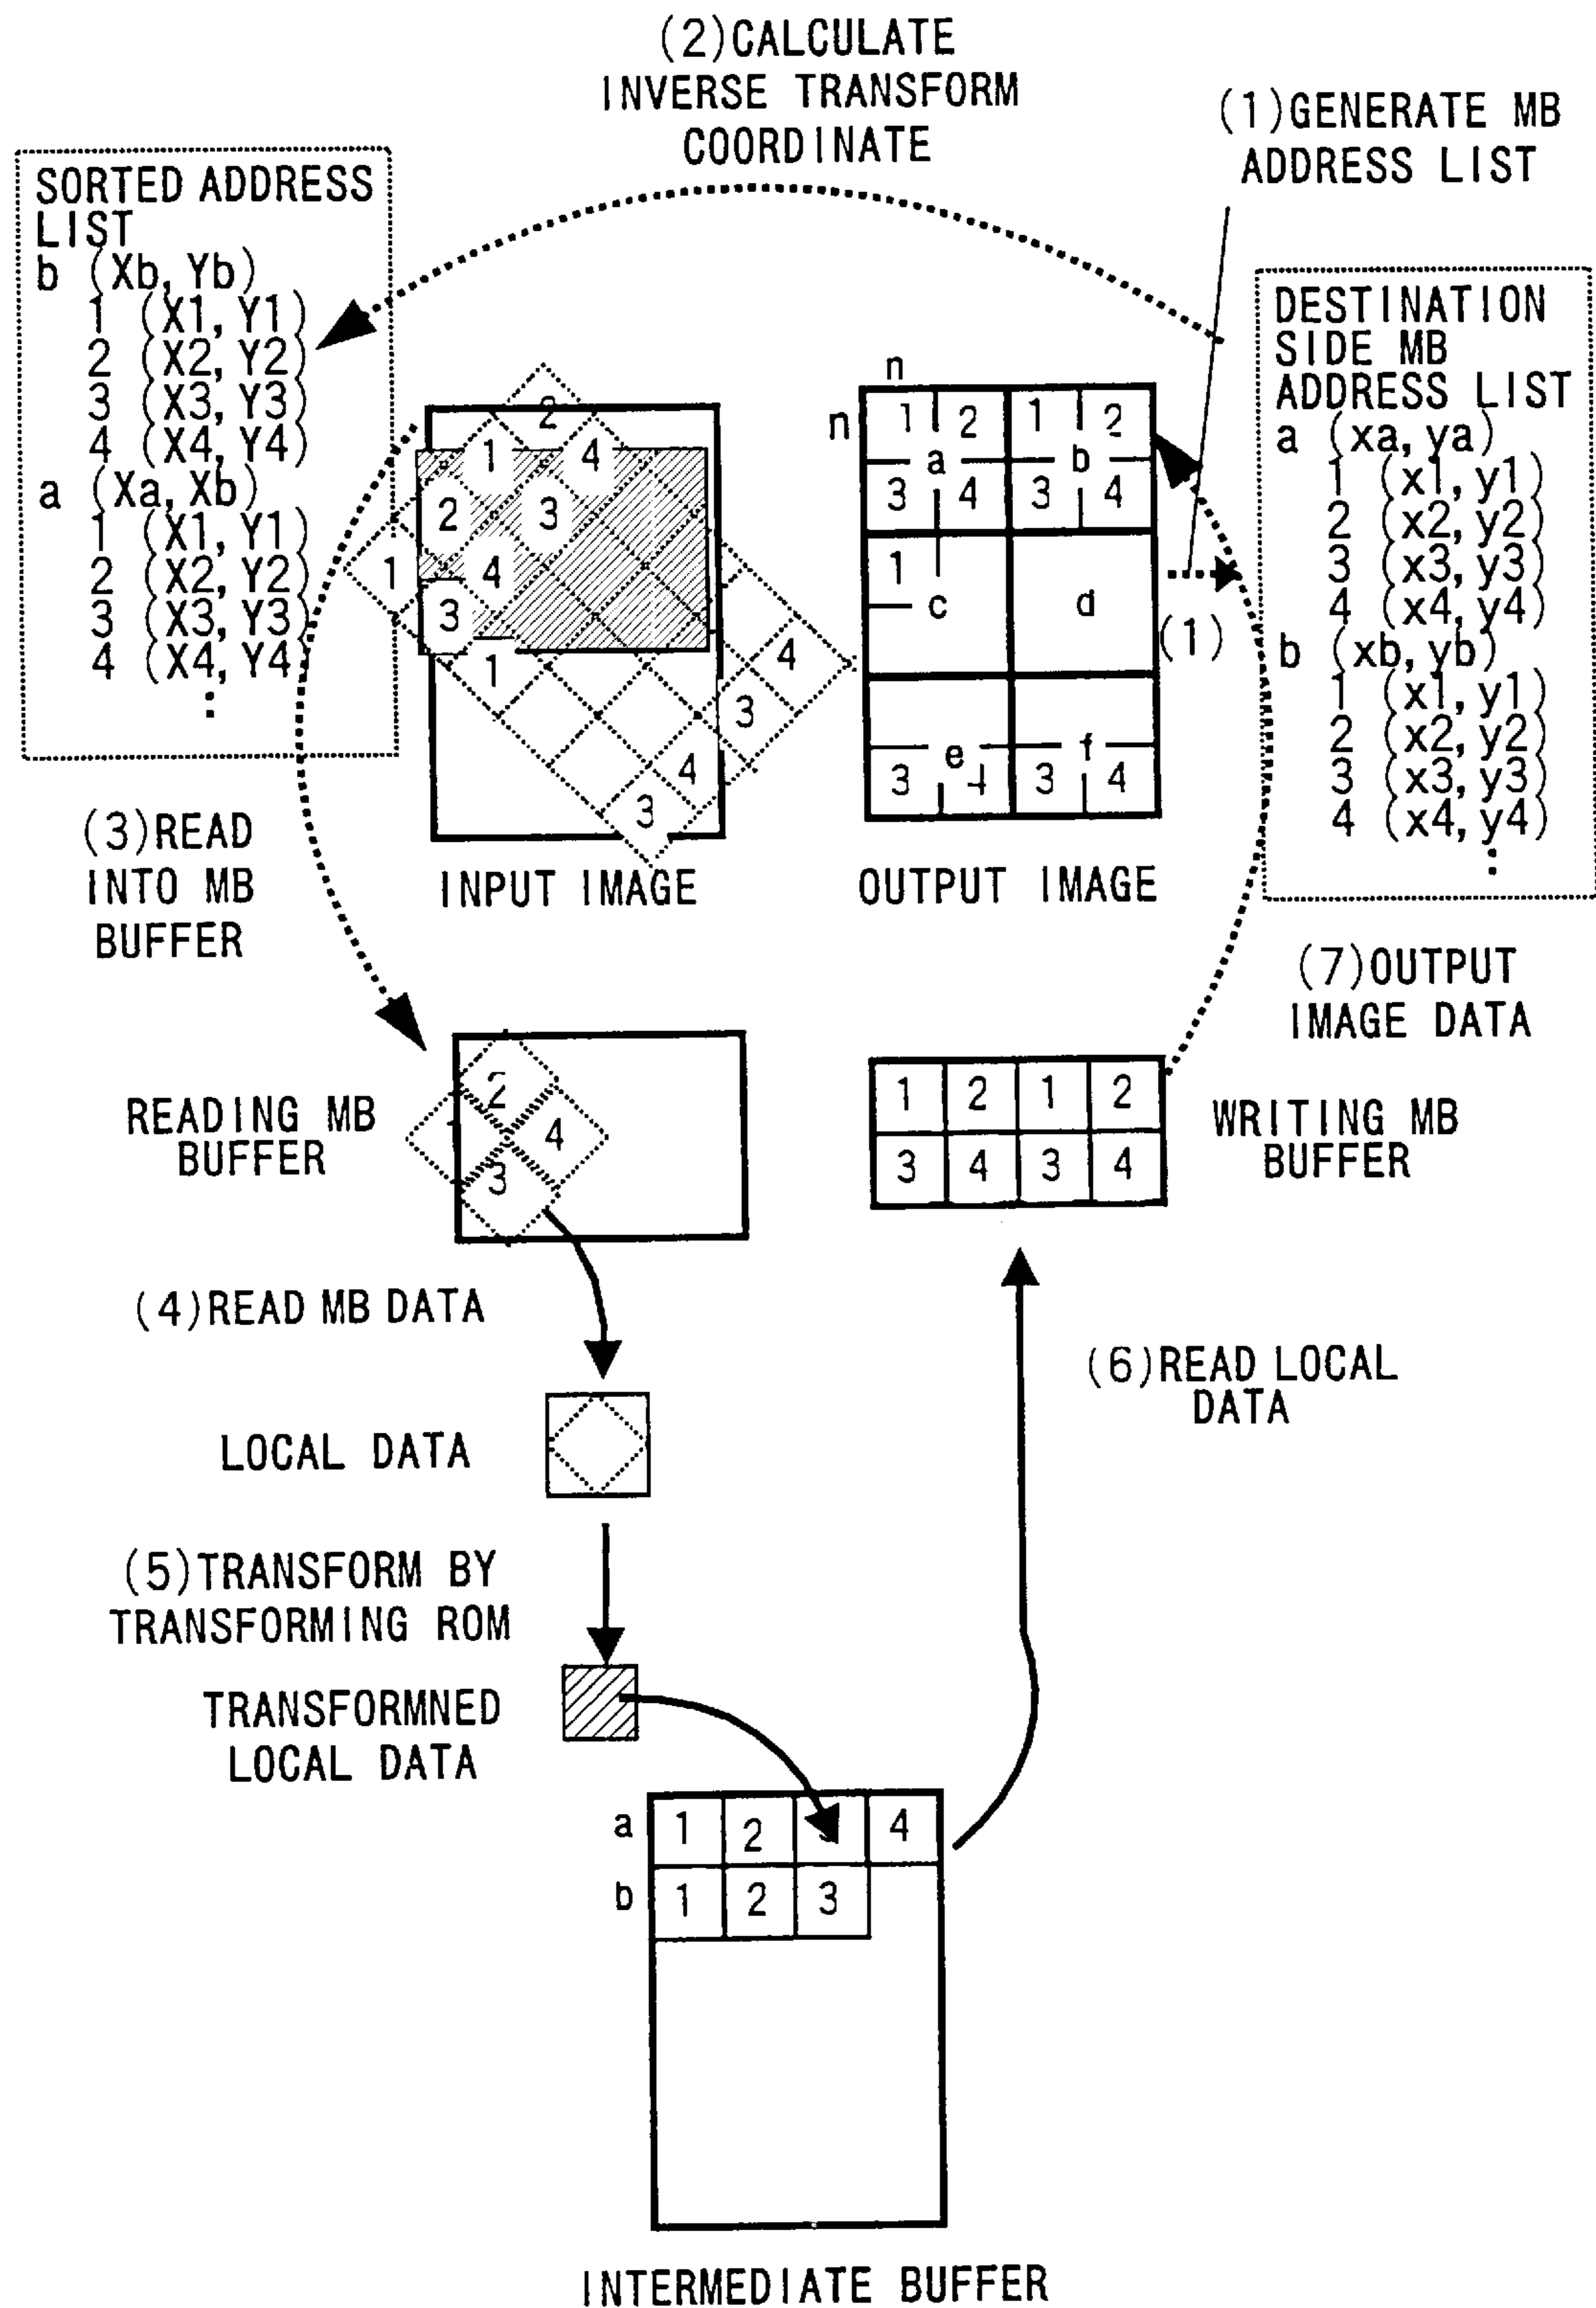 (2)CALCULATE
INVERSE TRANSFORM
COORDINATE
(1)GENERATE MB
ADDRESS LIST
SORTED ADDRESS
LIST
b (Xb, Yb)
1 (X1, Y1)
2 (X2, Y2)
3 (X3, Y3)
4 (X4, Y4)
a (Xa, Xb)
1 (X1, Y1)
2 (X2, Y2)
3 (X3, Y3)
4 (X4, Y4)
⋮
2
1 4
2 3
1 4
3
1 4
3
4
3
INPUT IMAGE
n
n
1 2 1 2
a b
3 4 3 4
1
c d
e f
3 3 4
OUTPUT IMAGE
(1)
DESTINATION
SIDE MB
ADDRESS LIST
a (xa, ya)
1 (x1, y1)
2 (x2, y2)
3 (x3, y3)
4 (x4, y4)
b (xb, yb)
1 (x1, y1)
2 (x2, y2)
3 (x3, y3)
4 (x4, y4)
⋮
(3)READ
INTO MB
BUFFER
(7)OUTPUT
IMAGE DATA
READING MB
BUFFER
2
4
3
1 2 1 2
3 4 3 4
WRITING MB
BUFFER
(4)READ MB DATA
(6)READ LOCAL
DATA
LOCAL DATA
(5)TRANSFORM BY
TRANSFORMING ROM
TRANSFORMNED
LOCAL DATA
a 1 2 4
b 1 2 3
INTERMEDIATE BUFFER